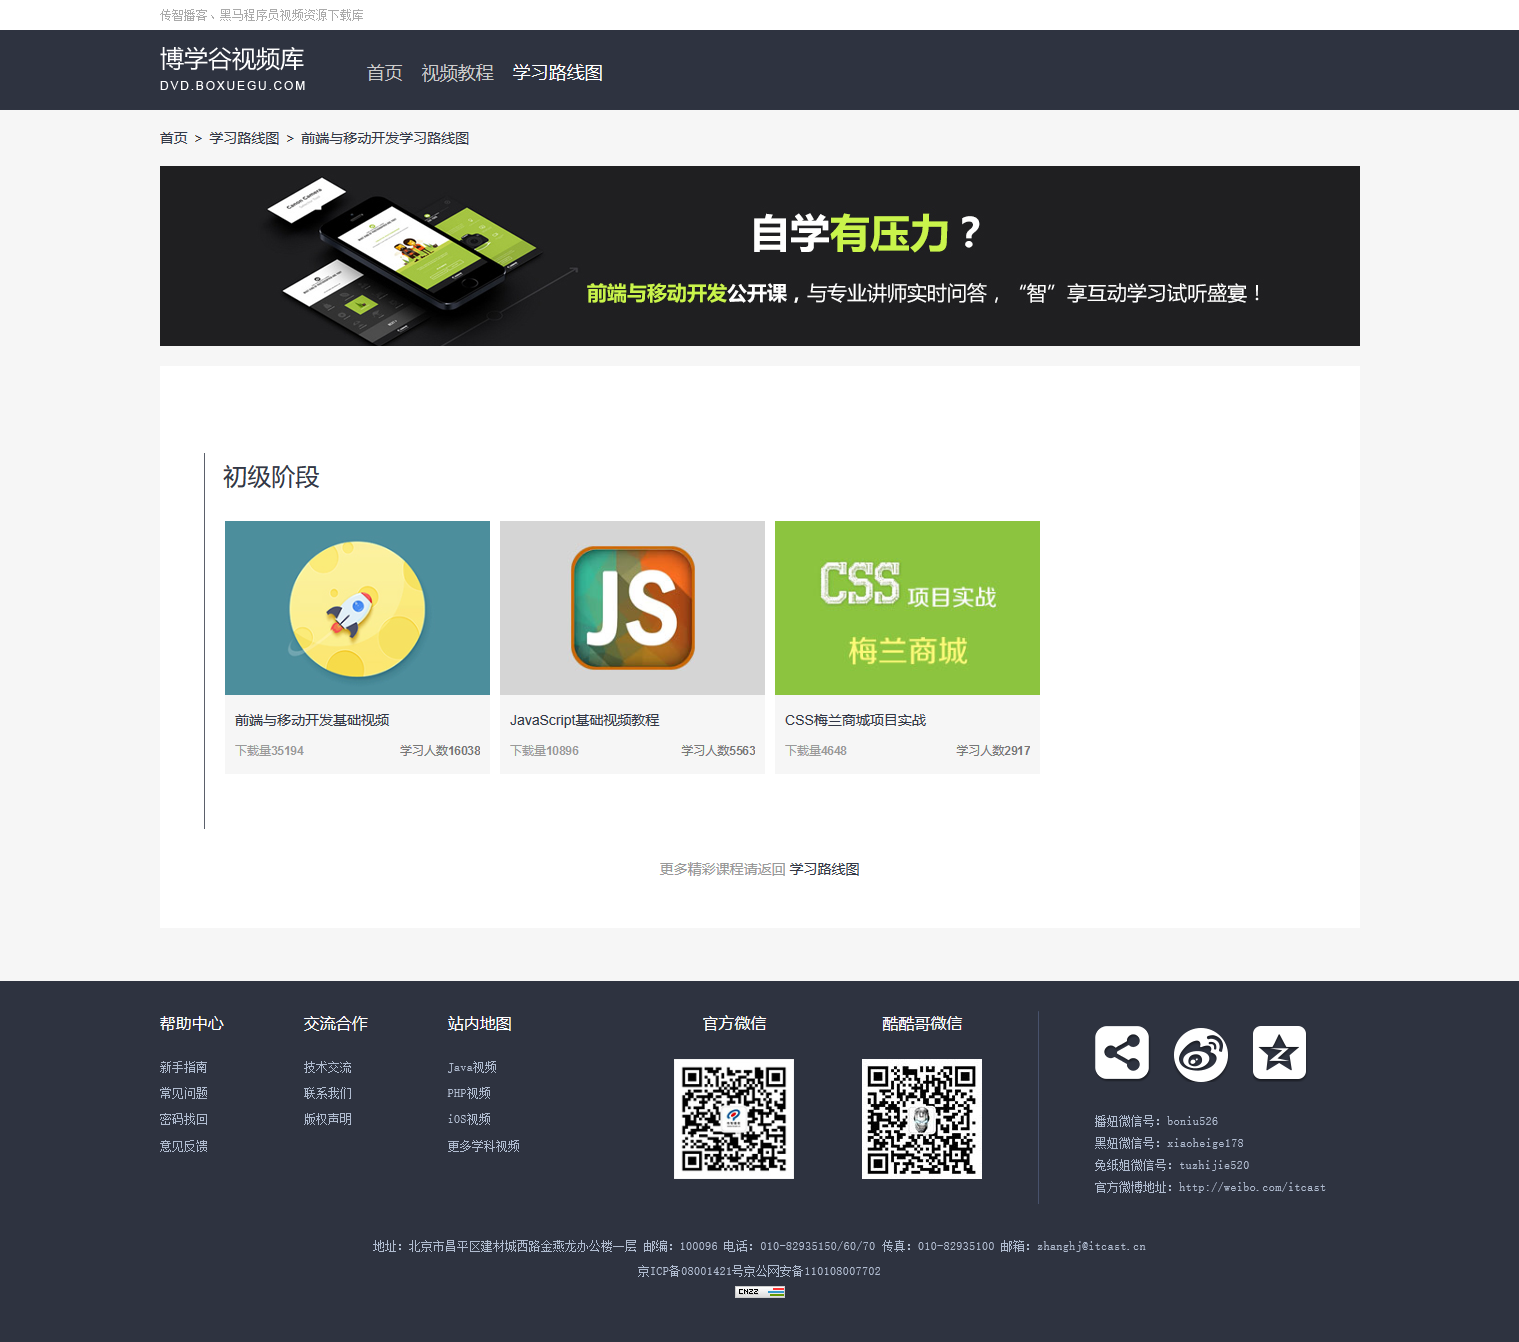 传智播客、黑马程序员视频资源下载库
博学谷视频库
DVD.BOXUEGU.COM
首页 视频教程 学习路线图
首页 > 学习路线图 > 前端与移动开发学习路线图
自学有压力？
前端与移动开发公开课，与专业讲师实时问答，“智”享互动学习试听盛宴！
初级阶段
JS
CSS 项目实战
梅兰商城
前端与移动开发基础视频
下载量35194 学习人数16038
JavaScript基础视频教程
下载量10896 学习人数5563
CSS梅兰商城项目实战
下载量4648 学习人数2917
更多精彩课程请返回 学习路线图
帮助中心
新手指南
常见问题
密码找回
意见反馈
交流合作
技术交流
联系我们
版权声明
站内地图
Java视频
PHP视频
iOS视频
更多学科视频
官方微信
酷酷哥微信
播妞微信号：boniu526
黑妞微信号：xiaoheige178
兔纸姐微信号：tuzhijie520
官方微博地址：http://weibo.com/itcast
地址：北京市昌平区建材城西路金燕龙办公楼一层 邮编：100096 电话：010-82935150/60/70 传真：010-82935100 邮箱：zhanghj@itcast.cn
京ICP备08001421号京公网安备110108007702
CNZZ